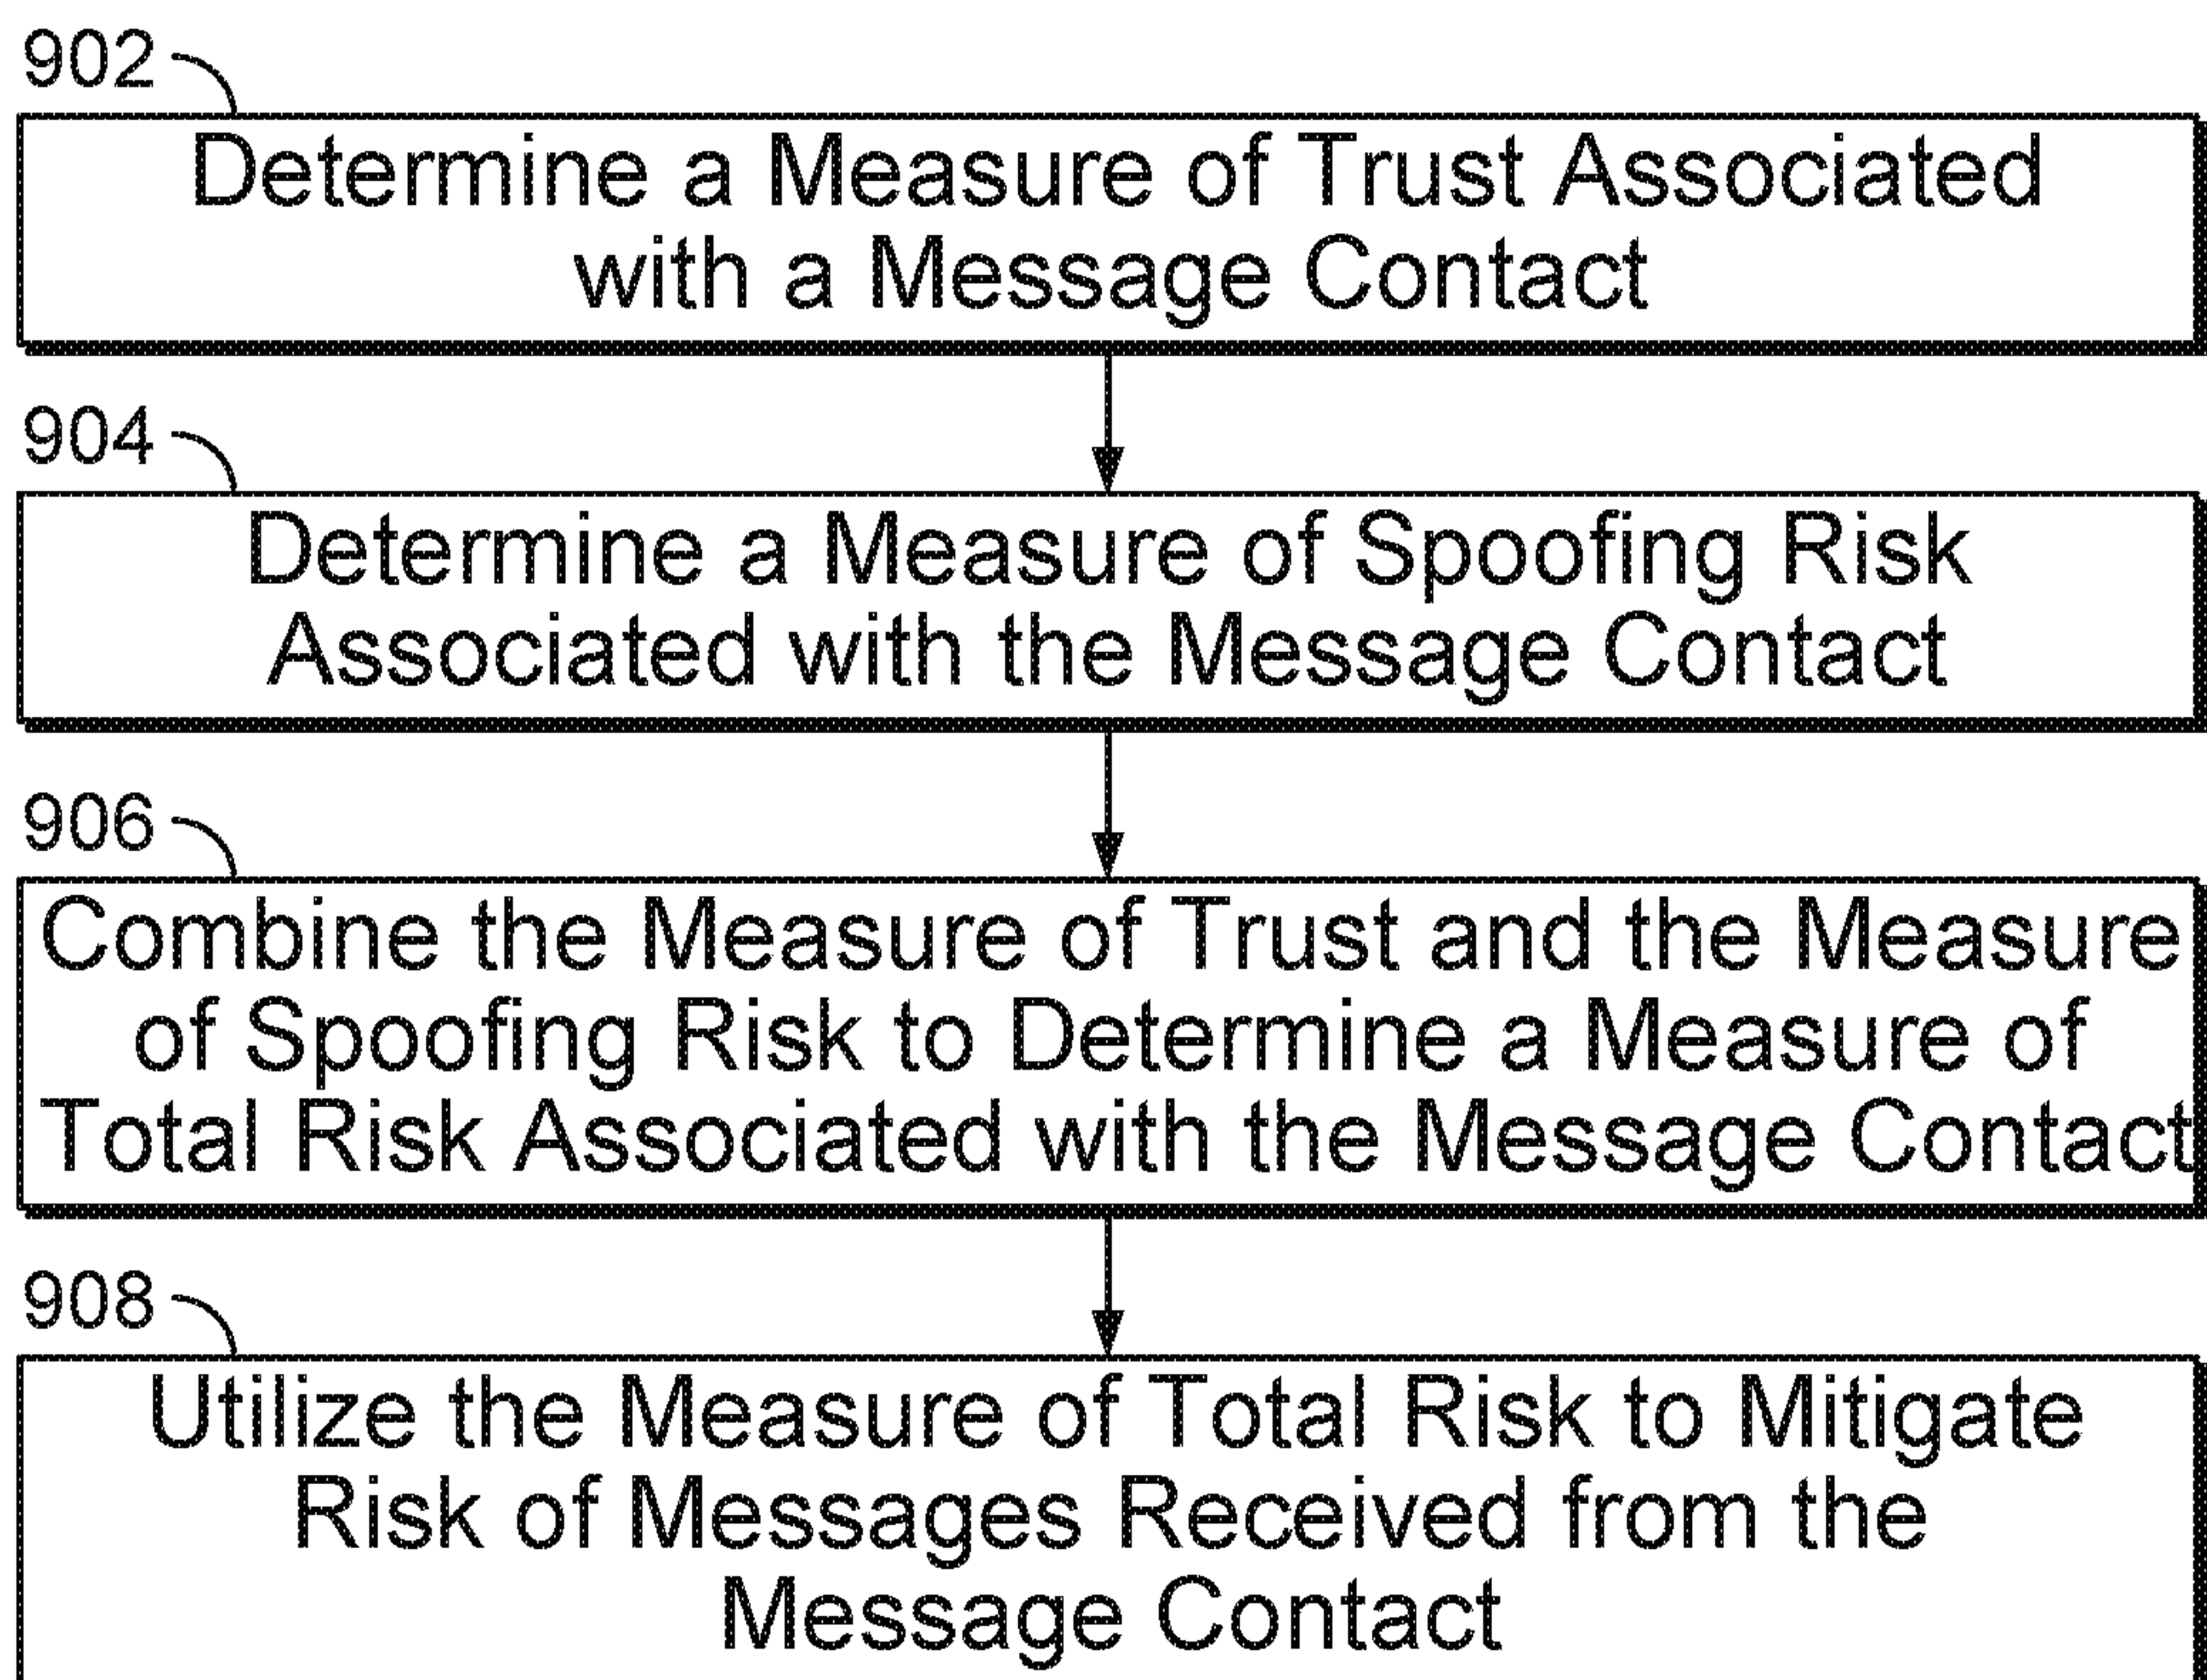 902
Determine a Measure of Trust Associated
with a Message Contact
904
Determine a Measure of Spoofing Risk
Associated with the Message Contact
906
Combine the Measure of Trust and the Measure
of Spoofing Risk to Determine a Measure of
Total Risk Associated with the Message Contact
908
Utilize the Measure of Total Risk to Mitigate
Risk of Messages Received from the
Message Contact